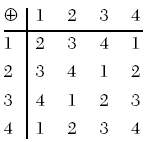 ⊕ 1 2 3 4
1 2 3 4 1
2 3 4 1 2
3 4 1 2 3
4 1 2 3 4